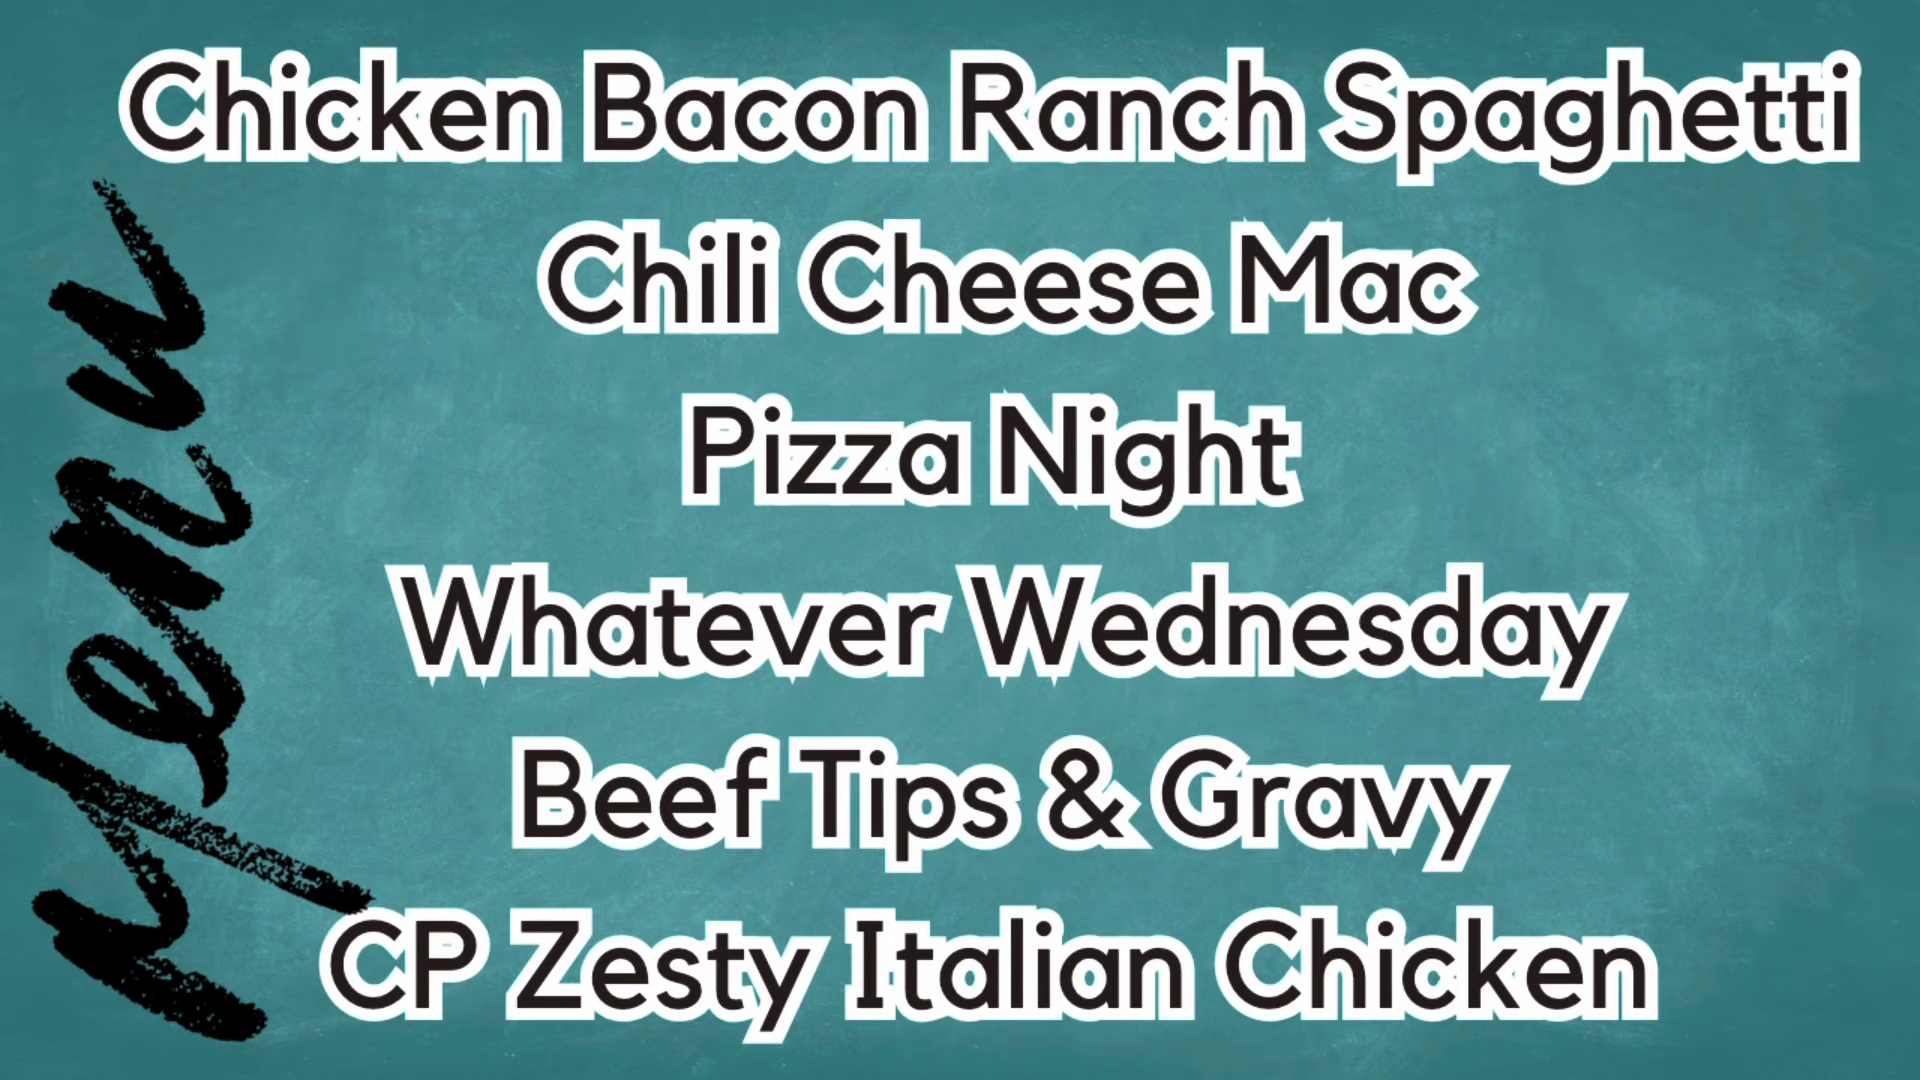 Menu
Chicken Bacon Ranch Spaghetti
Chili Cheese Mac
Pizza Night
Whatever Wednesday
Beef Tips & Gravy
CP Zesty Italian Chicken